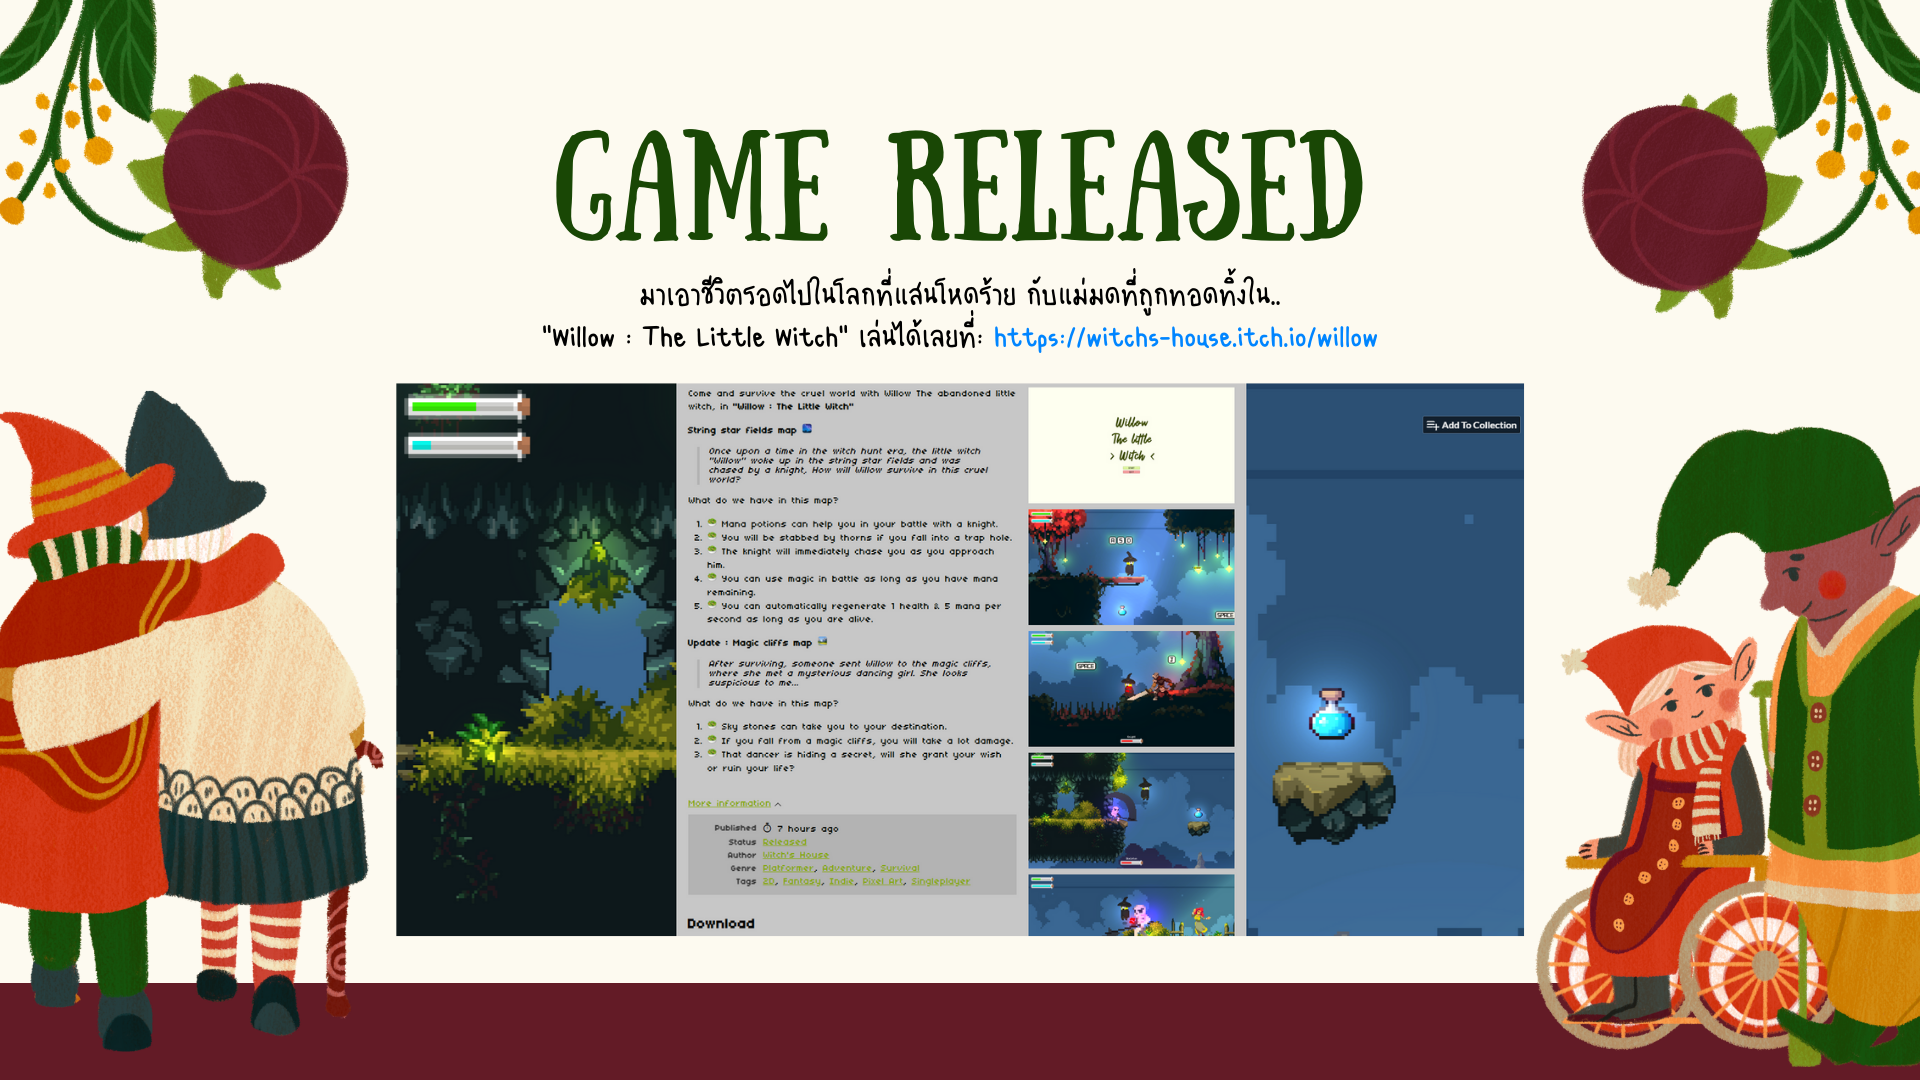 GAME RELEASED
มาเอาชีวิตรอดไปในโลกที่แสนโหดร้าย กับแม่มดที่ถูกทอดทิ้งใน..
"Willow : The Little Witch" เล่นได้เลยที่: https://witchs-house.itch.io/willow
Come and survive the cruel world with Willow The abandoned little
witch, in "Willow : The Little Witch"
String star fields map
Once upon a time in the witch hunt era, the little witch
"Willow" woke up in the string star fields and was
chased by a knight, How will Willow survive in this cruel
world?
What do we have in this map?
1. Mana potions can help you in your battle with a knight.
2. You will be stabbed by thorns if you fall into a trap hole.
3. The knight will immediately chase you as you approach
him.
4. You can use magic in battle as long as you have mana
remaining.
5. You can automatically regenerate 1 health & 5 mana per
second as long as you are alive.
Update : Magic cliffs map
After surviving, someone sent Willow to the magic cliffs,
where she met a mysterious dancing girl. She looks
suspicious to me...
What do we have in this map?
1. Sky stones can take you to your destination.
2. If you fall from a magic cliffs, you will take a lot damage.
3. That dancer is hiding a secret, will she grant your wish
or ruin your life?
More information
Published 7 hours ago
Status Released
Author Witch's House
Genre Platformer, Adventure, Survival
Tags 2D, Fantasy, Indie, Pixel Art, Singleplayer
Download
Willow
The little
> Witch <
A S D
SPACE
SPACE
Add To Collection